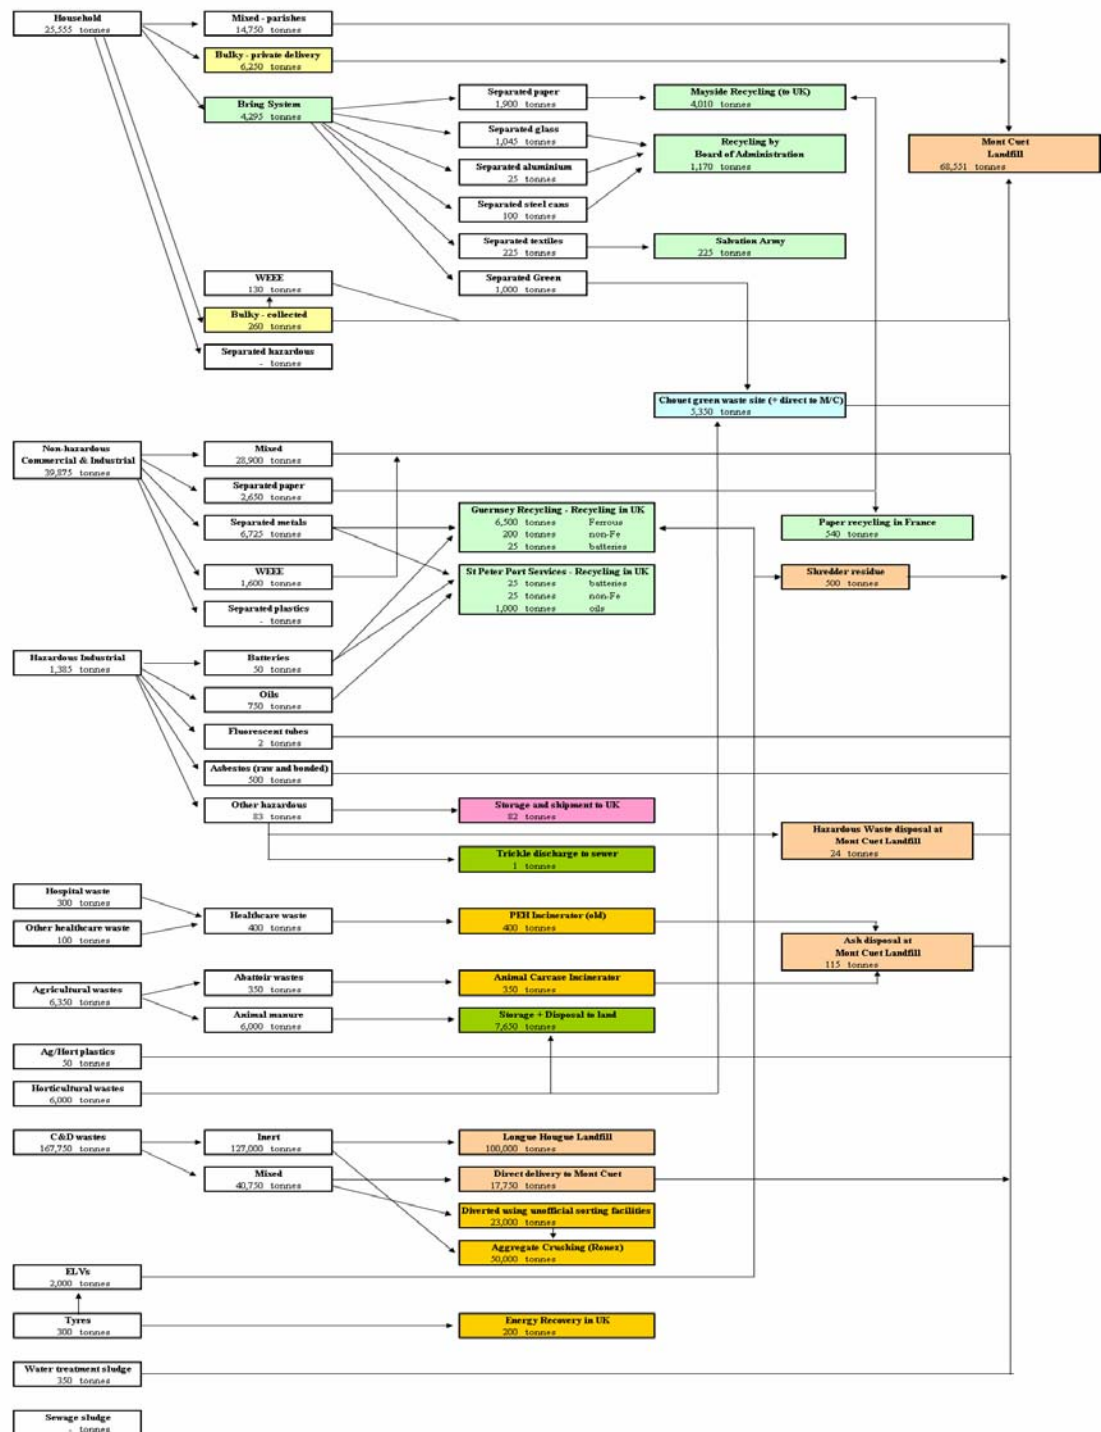 Household
25,555 tonnes
Mixed - parishes
14,750 tonnes
Bulky - private delivery
6,250 tonnes
Bring System
4,295 tonnes
Separated paper
1,900 tonnes
Mayside Recycling (to UK)
4,010 tonnes
Separated glass
1,045 tonnes
Recycling by
Board of Administration
1,170 tonnes
Mont Cuet
Landfill
68,551 tonnes
Separated aluminium
25 tonnes
Separated steel cans
100 tonnes
Separated textiles
225 tonnes
Salvation Army
225 tonnes
WEEE
130 tonnes
Separated Green
1,000 tonnes
Bulky - collected
260 tonnes
Separated hazardous
- tonnes
Chouet green waste site (+ direct to M/C)
5,350 tonnes
Non-hazardous
Commercial & Industrial
39,875 tonnes
Mixed
28,900 tonnes
Separated paper
2,650 tonnes
Separated metals
6,725 tonnes
Guernsey Recycling - Recycling in UK
6,500 tonnes Ferrous
200 tonnes non-Fe
25 tonnes batteries
Paper recycling in France
540 tonnes
WEEE
1,600 tonnes
St Peter Port Services - Recycling in UK
25 tonnes batteries
25 tonnes non-Fe
1,000 tonnes oils
Shredder residue
500 tonnes
Separated plastics
- tonnes
Hazardous Industrial
1,385 tonnes
Batteries
50 tonnes
Oils
750 tonnes
Fluorescent tubes
2 tonnes
Asbestos (raw and bonded)
500 tonnes
Other hazardous
83 tonnes
Storage and shipment to UK
82 tonnes
Hazardous Waste disposal at
Mont Cuet Landfill
24 tonnes
Trickle discharge to sewer
1 tonnes
Hospital waste
300 tonnes
Other healthcare waste
100 tonnes
Healthcare waste
400 tonnes
PEH Incinerator (old)
400 tonnes
Ash disposal at
Mont Cuet Landfill
115 tonnes
Agricultural wastes
6,350 tonnes
Abattoir wastes
350 tonnes
Animal Carcase Incinerator
350 tonnes
Animal manure
6,000 tonnes
Storage + Disposal to land
7,650 tonnes
Ag/Hort plastics
50 tonnes
Horticultural wastes
6,000 tonnes
C&D wastes
167,750 tonnes
Inert
127,000 tonnes
Longue Hougue Landfill
100,000 tonnes
Mixed
40,750 tonnes
Direct delivery to Mont Cuet
17,750 tonnes
Diverted using unofficial sorting facilities
23,000 tonnes
Aggregate Crushing (Ronez)
50,000 tonnes
ELVs
2,000 tonnes
Tyres
300 tonnes
Energy Recovery in UK
200 tonnes
Water treatment sludge
350 tonnes
Sewage sludge
- tonnes